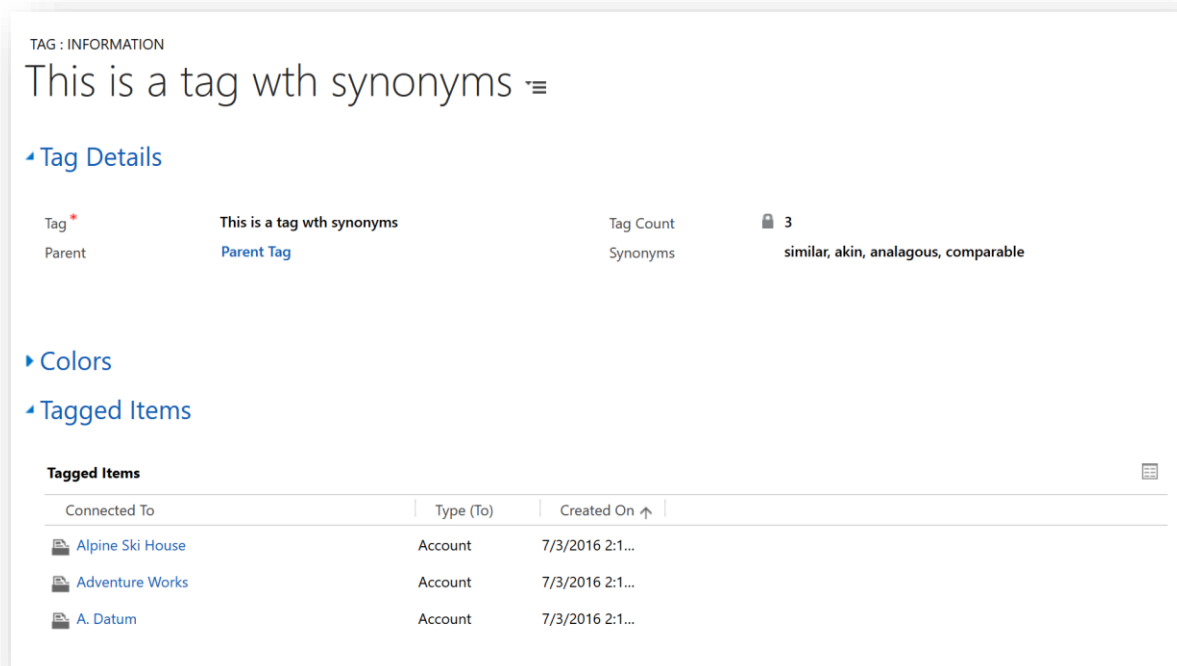 TAG : INFORMATION
This is a tag wth synonyms
Tag Details
Tag * This is a tag wth synonyms Tag Count 3
Parent Parent Tag Synonyms similar, akin, analagous, comparable
Colors
Tagged Items
Tagged Items
Connected To Type (To) Created On
Alpine Ski House Account 7/3/2016 2:1...
Adventure Works Account 7/3/2016 2:1...
A. Datum Account 7/3/2016 2:1...